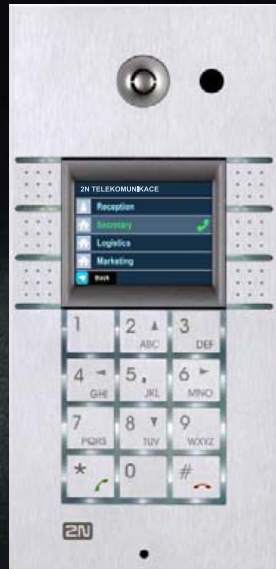 2N TELEKOMUNIKACE
Reception
Secretary
Logistics
Marketing
Back
1
2 ABC
3 DEF
4 GHI
5 JKL
6 MNO
7 PQRS
8 TUV
9 WXYZ
*
0
#
2N